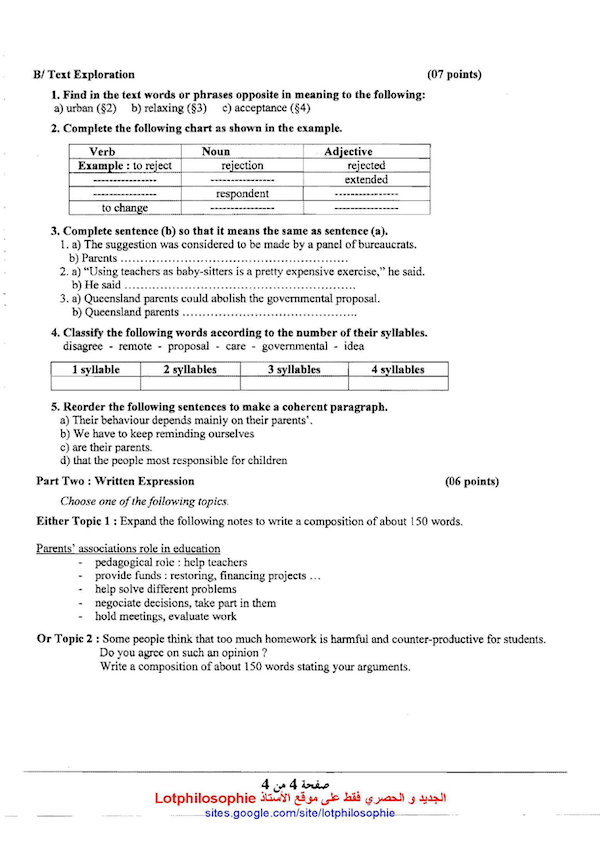 B/ Text Exploration (07 points)
1. Find in the text words or phrases opposite in meaning to the following:
a) urban (§2) b) relaxing (§3) c) acceptance (§4)
2. Complete the following chart as shown in the example.
Verb Noun Adjective
Example : to reject rejection rejected
---------------- ---------------- extended
---------------- respondent ----------------
to change ---------------- ----------------
3. Complete sentence (b) so that it means the same as sentence (a).
1. a) The suggestion was considered to be made by a panel of bureaucrats.
b) Parents ……………………………………………
2. a) “Using teachers as baby-sitters is a pretty expensive exercise,” he said.
b) He said ……………………………………………
3. a) Queensland parents could abolish the governmental proposal.
b) Queensland parents …………………………………
4. Classify the following words according to the number of their syllables.
disagree - remote - proposal - care - governmental - idea
1 syllable 2 syllables 3 syllables 4 syllables
5. Reorder the following sentences to make a coherent paragraph.
a) Their behaviour depends mainly on their parents’.
b) We have to keep reminding ourselves
c) are their parents.
d) that the people most responsible for children
Part Two : Written Expression (06 points)
Choose one of the following topics.
Either Topic 1 : Expand the following notes to write a composition of about 150 words.
Parents’ associations role in education
- pedagogical role : help teachers
- provide funds : restoring, financing projects …
- help solve different problems
- negociate decisions, take part in them
- hold meetings, evaluate work
Or Topic 2 : Some people think that too much homework is harmful and counter-productive for students.
Do you agree on such an opinion ?
Write a composition of about 150 words stating your arguments.
صفحة 4 من 4
الجديد و الحصري فقط على موقع الأستاذ Lotphilosophie
sites.google.com/site/lotphilosophie